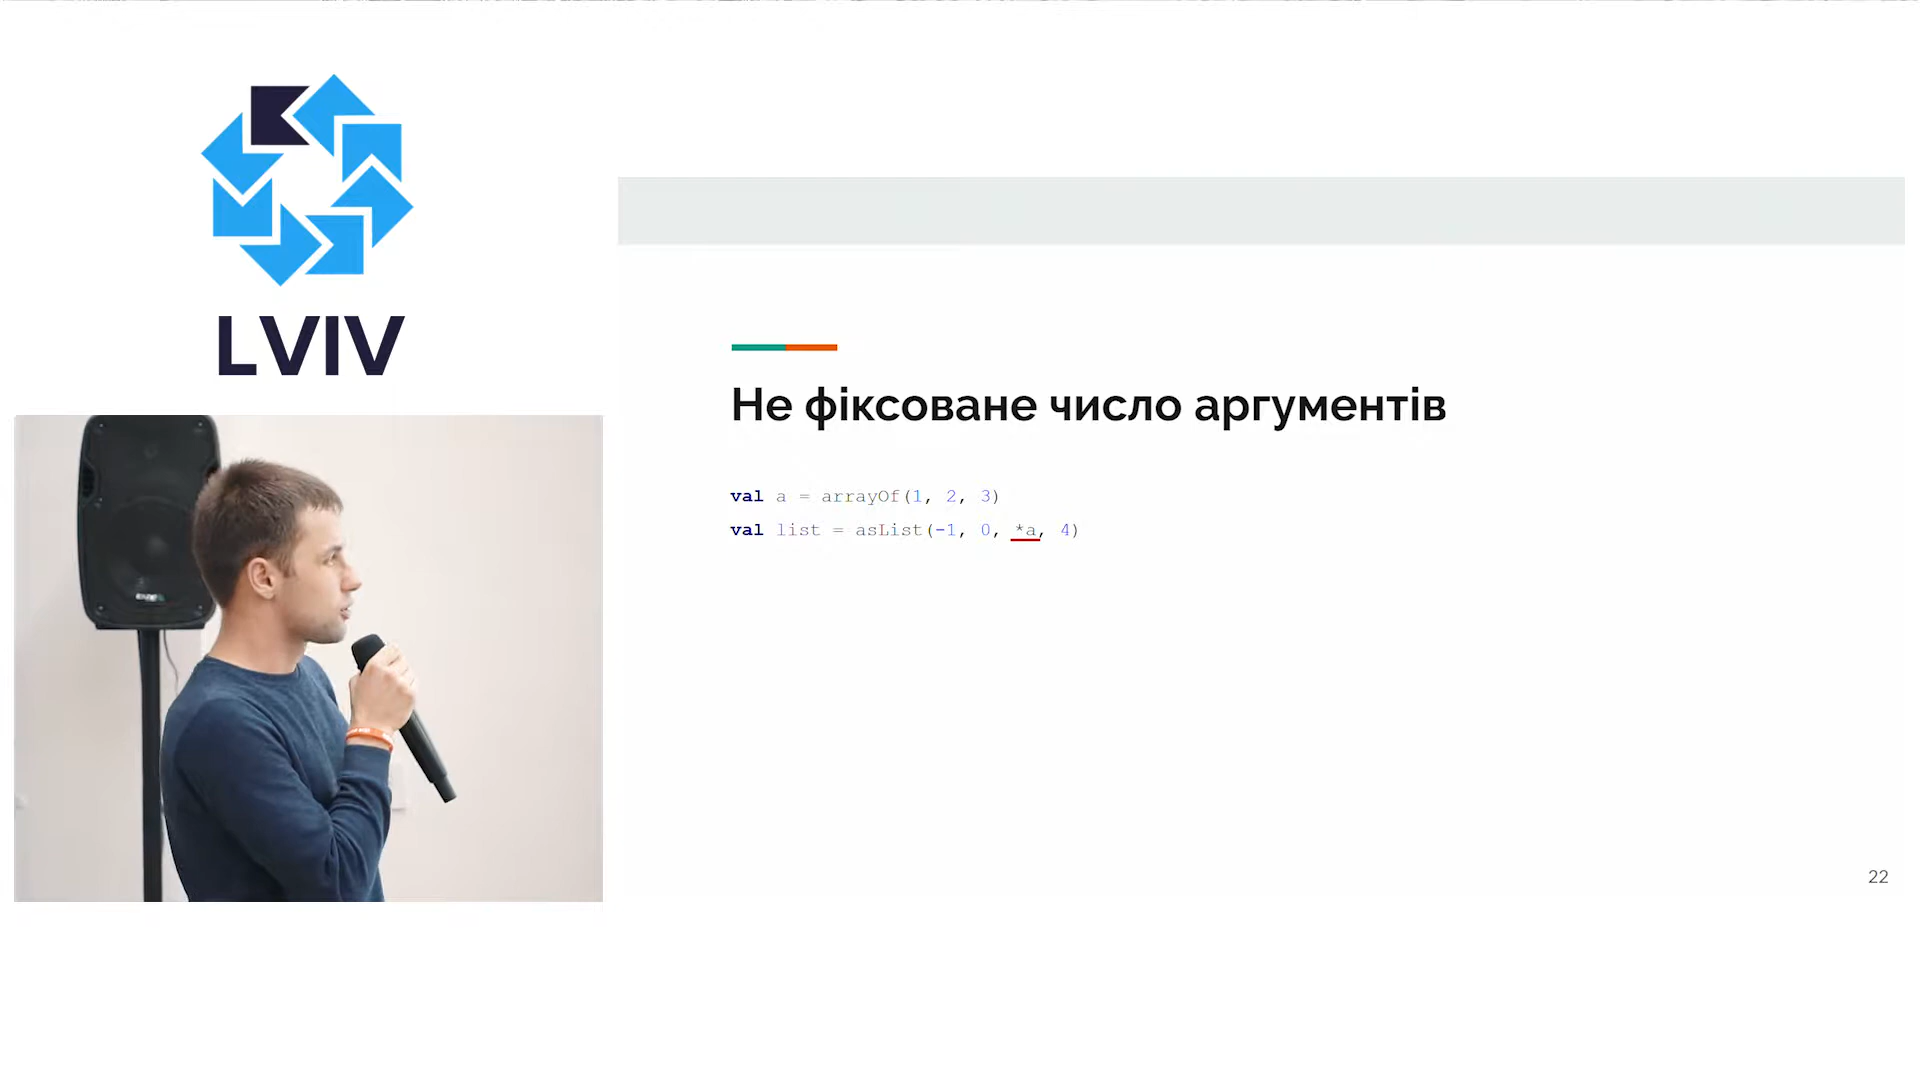 LVIV
Не фіксоване число аргументів
val a = arrayOf(1, 2, 3)
val list = asList(-1, 0, *a, 4)
22